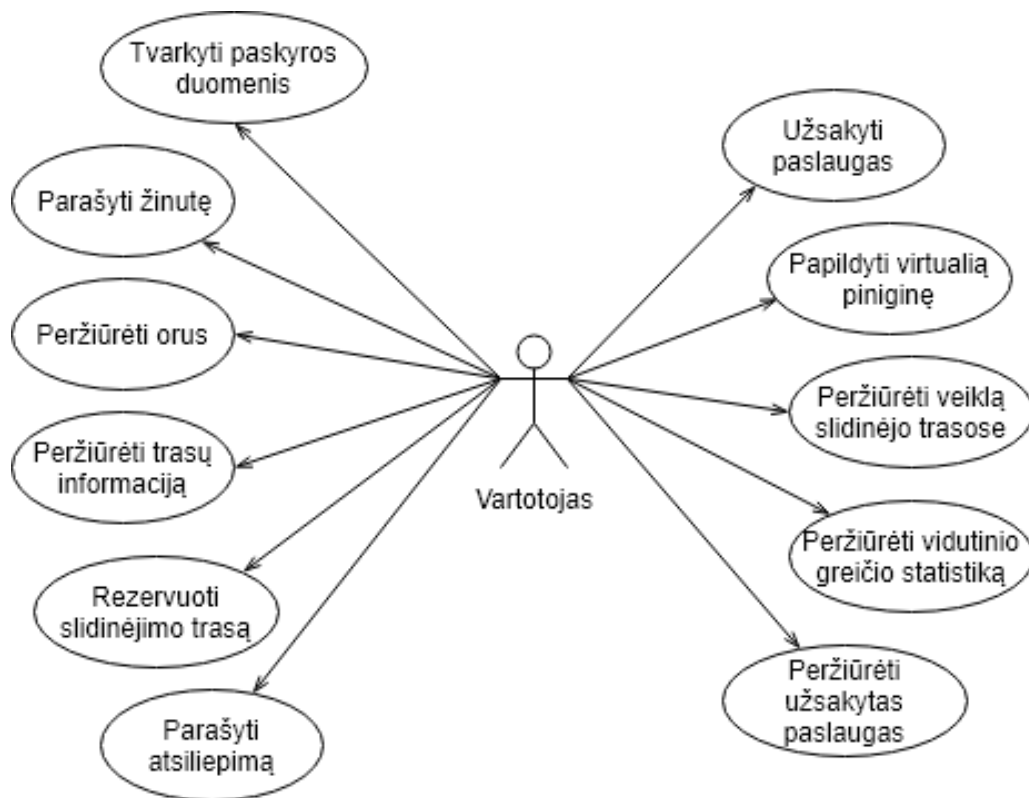 Tvarkyti paskyros
duomenis
Parašyti žinutę
Peržiūrėti orus
Peržiūrėti trasų
informaciją
Rezervuoti
slidinėjimo trasą
Parašyti
atsiliepimą
Vartotojas
Užsakyti
paslaugas
Papildyti virtualią
piniginę
Peržiūrėti veiklą
slidinėjo trasose
Peržiūrėti vidutinio
greičio statistiką
Peržiūrėti
užsakytas
paslaugas